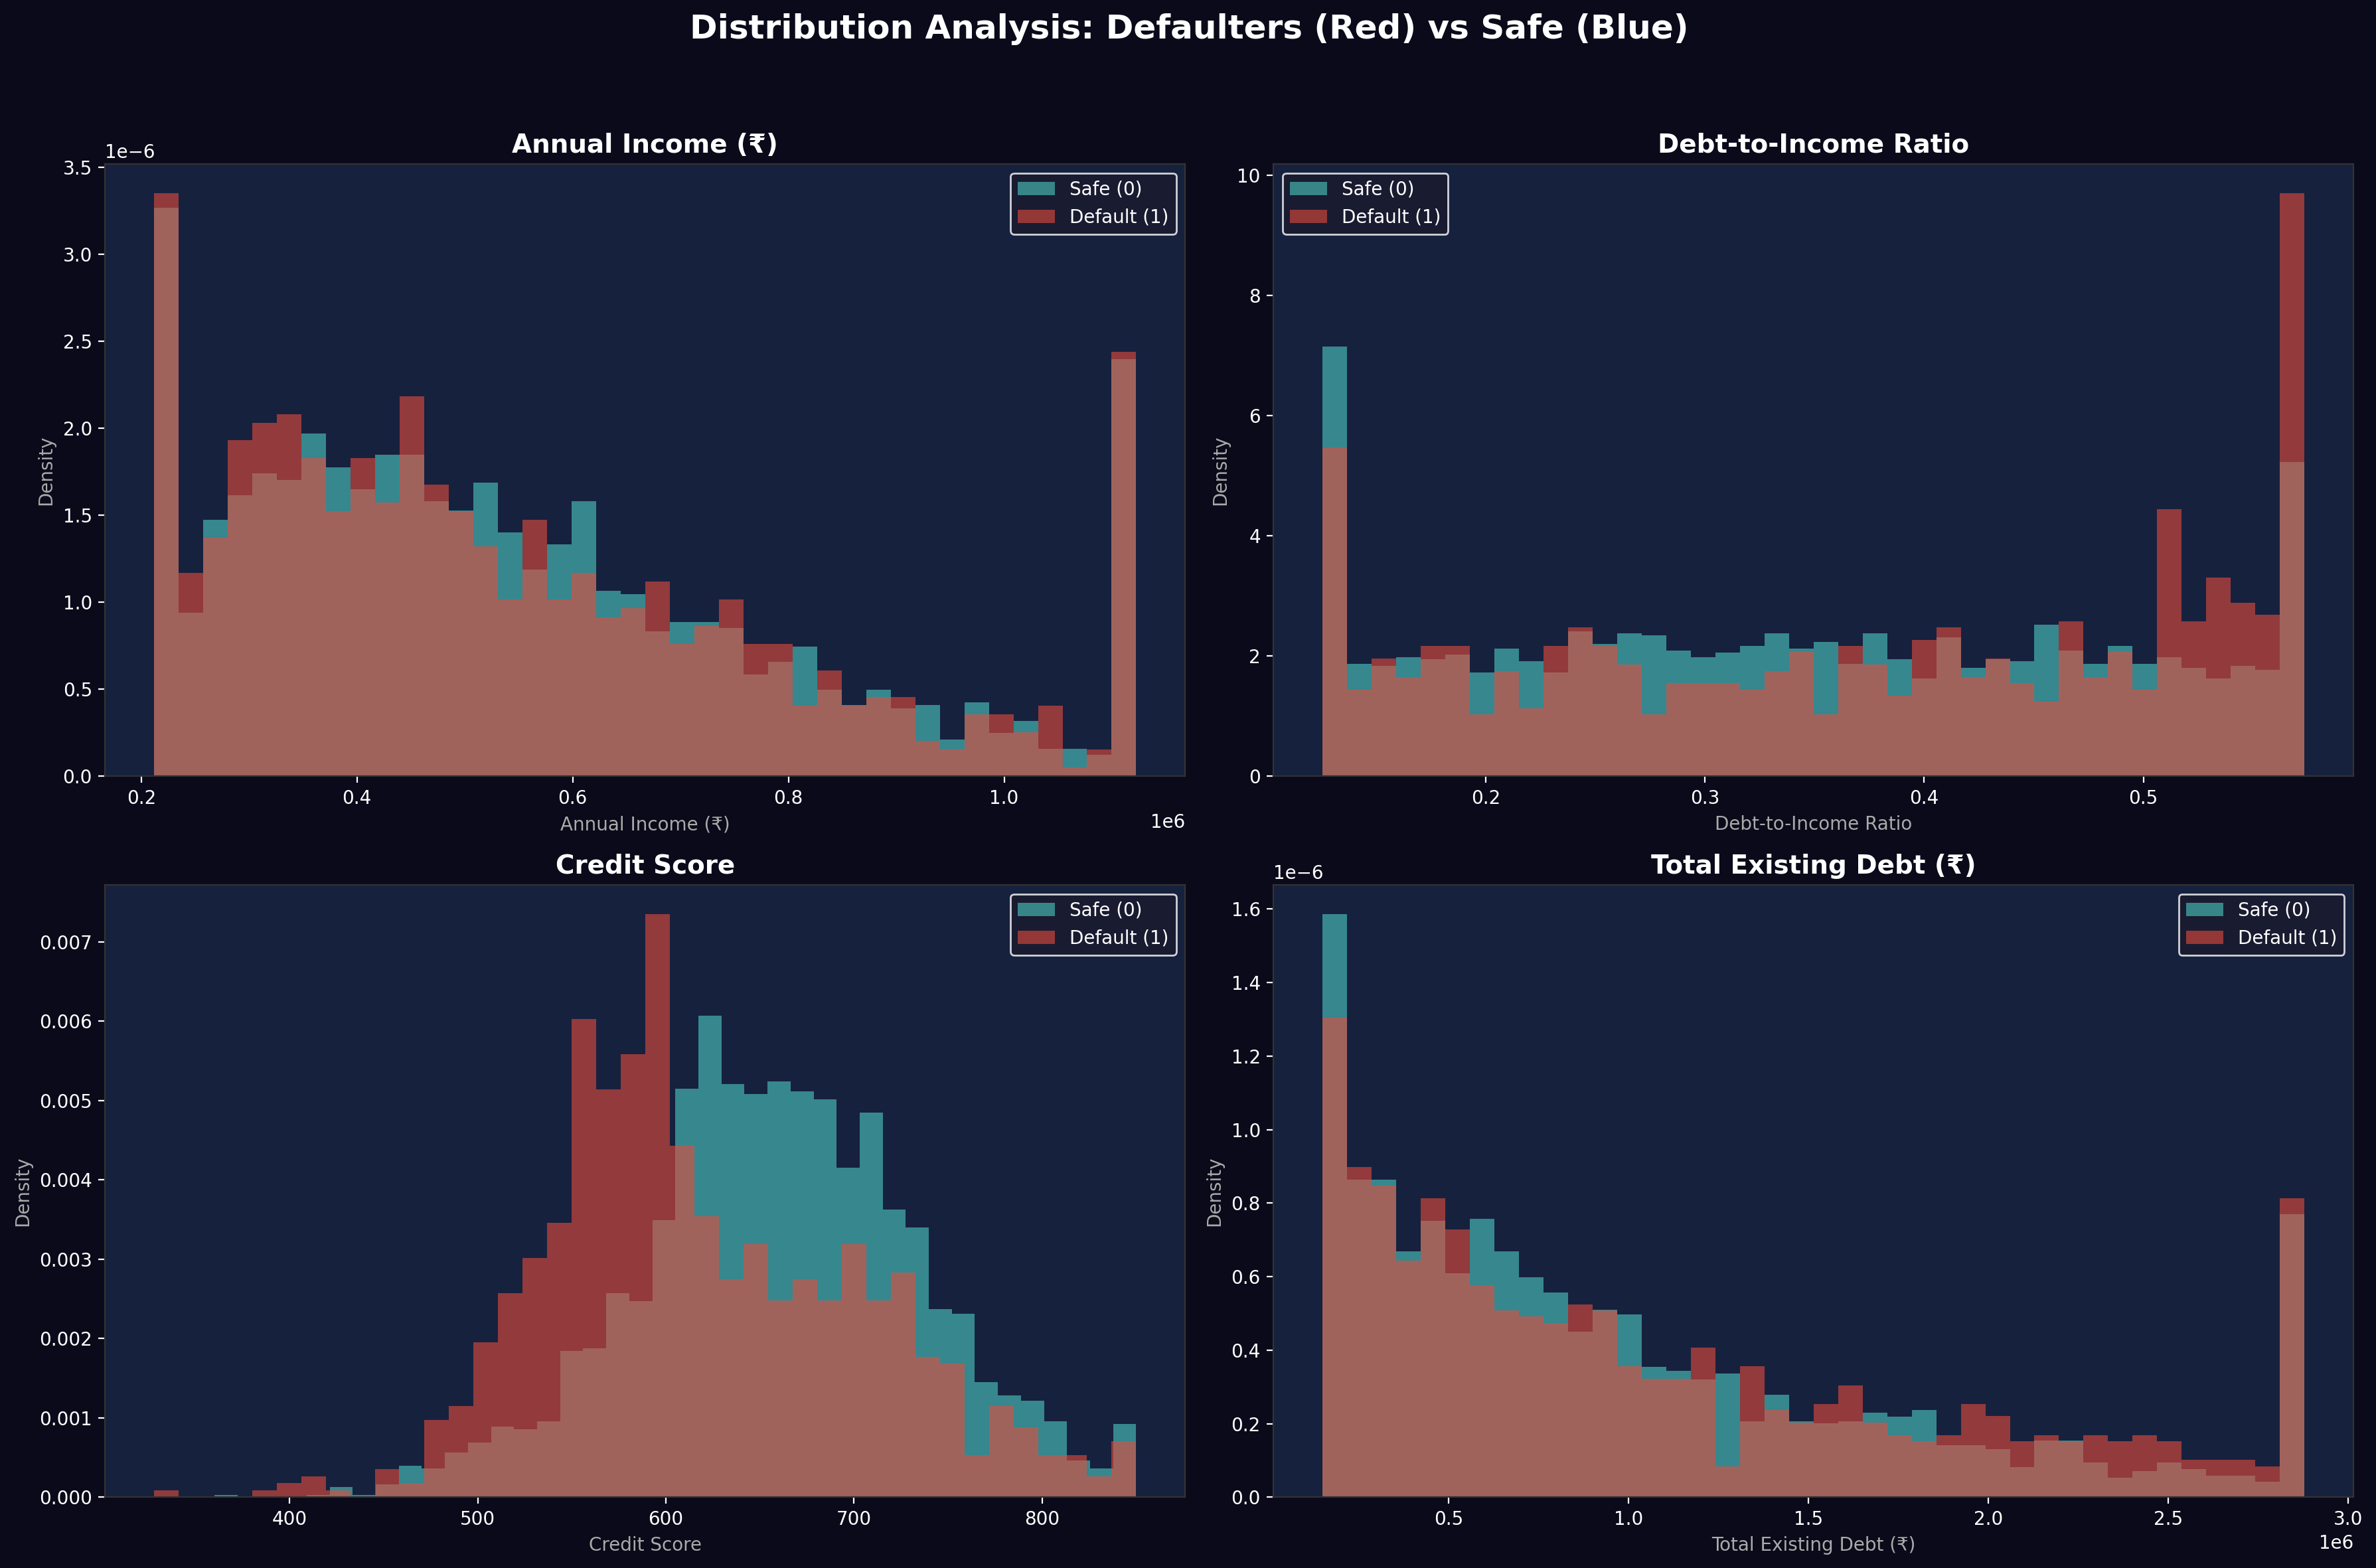 Distribution Analysis: Defaulters (Red) vs Safe (Blue)
Annual Income (₹)
1e−6
3.5
3.0
2.5
2.0
1.5
1.0
0.5
0.0
Density
Safe (0)
Default (1)
0.2
0.4
0.6
0.8
1.0
1e6
Annual Income (₹)
Debt-to-Income Ratio
10
8
6
4
2
0
Density
Safe (0)
Default (1)
0.2
0.3
0.4
0.5
Debt-to-Income Ratio
Credit Score
0.007
0.006
0.005
0.004
0.003
0.002
0.001
0.000
Density
Safe (0)
Default (1)
400
500
600
700
800
Credit Score
Total Existing Debt (₹)
1e−6
1.6
1.4
1.2
1.0
0.8
0.6
0.4
0.2
0.0
Density
Safe (0)
Default (1)
0.5
1.0
1.5
2.0
2.5
3.0
1e6
Total Existing Debt (₹)